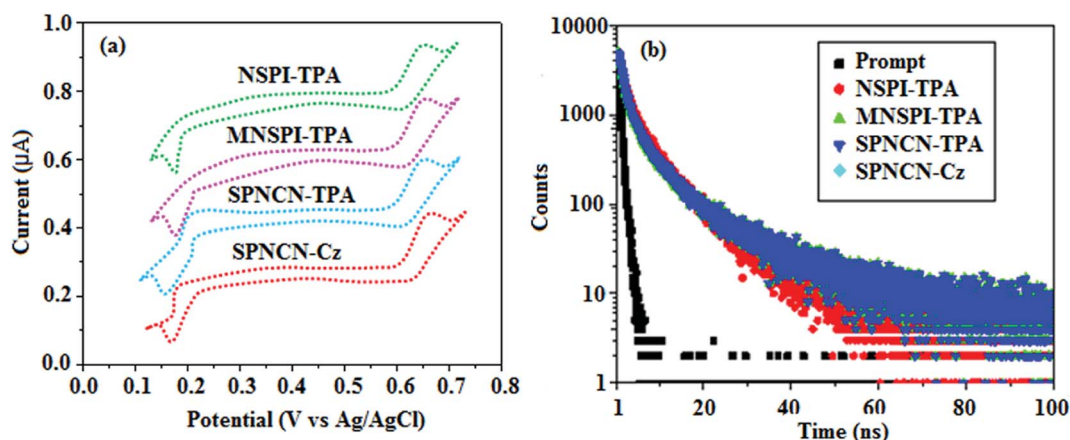 (a)
1.0
0.8
0.6
0.4
0.2
0.0
Current (µA)
NSPI-TPA
MNSPI-TPA
SPNCN-TPA
SPNCN-Cz
0.0 0.1 0.2 0.3 0.4 0.5 0.6 0.7 0.8
Potential (V vs Ag/AgCl)
(b)
10000
1000
100
10
1
Counts
Prompt
NSPI-TPA
MNSPI-TPA
SPNCN-TPA
SPNCN-Cz
1 20 40 60 80 100
Time (ns)